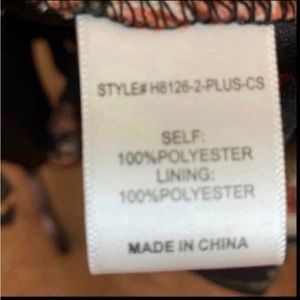 STYLE# H8126-2-PLUS-CS
SELF:
100%POLYESTER
LINING:
100%POLYESTER
MADE IN CHINA